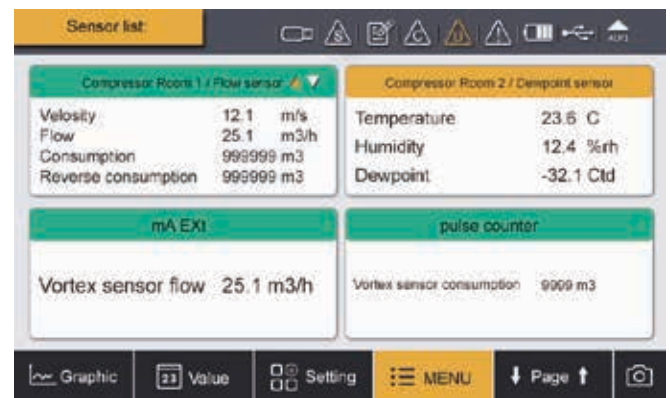 Sensor list
Compressor Room 1 / Flow sensor
Velosity 12.1 m/s
Flow 25.1 m3/h
Consumption 999999 m3
Reverse consumption 999999 m3
Compressor Room 2 / Dewpoint sensor
Temperature 23.6 C
Humidity 12.4 %rh
Dewpoint -32.1 Ctd
mA EXt
Vortex sensor flow 25.1 m3/h
pulse counter
Vortex sensor consumption 9999 m3
Graphic 23 Value Setting MENU Page